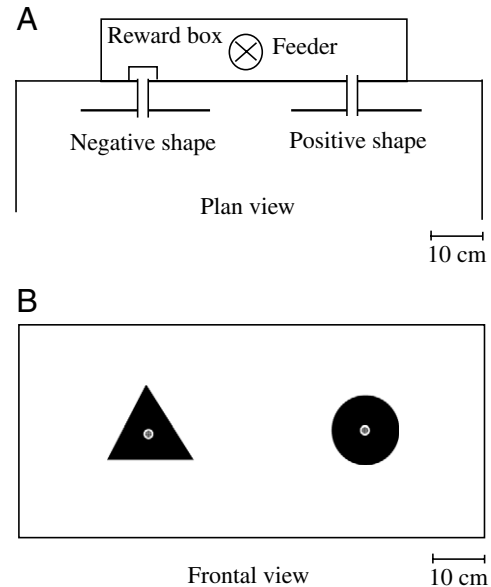 A
Reward box
Feeder
Negative shape
Positive shape
Plan view
10 cm
B
Frontal view
10 cm